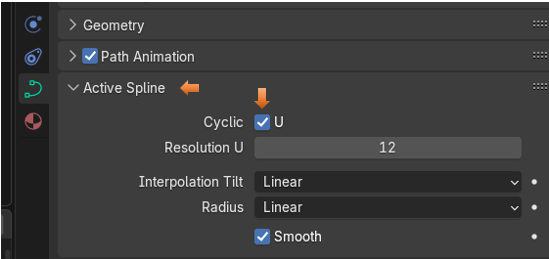 Geometry
Path Animation
Active Spline
Cyclic U
Resolution U 12
Interpolation Tilt Linear
Radius Linear
Smooth